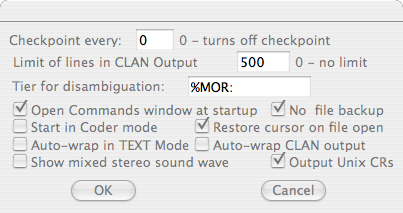 Checkpoint every: 0 0 – turns off checkpoint
Limit of lines in CLAN Output 500 0 – no limit
Tier for disambiguation: %MOR:
Open Commands window at startup No file backup
Start in Coder mode Restore cursor on file open
Auto-wrap in TEXT Mode Auto-wrap CLAN output
Show mixed stereo sound wave Output Unix CRs
OK Cancel